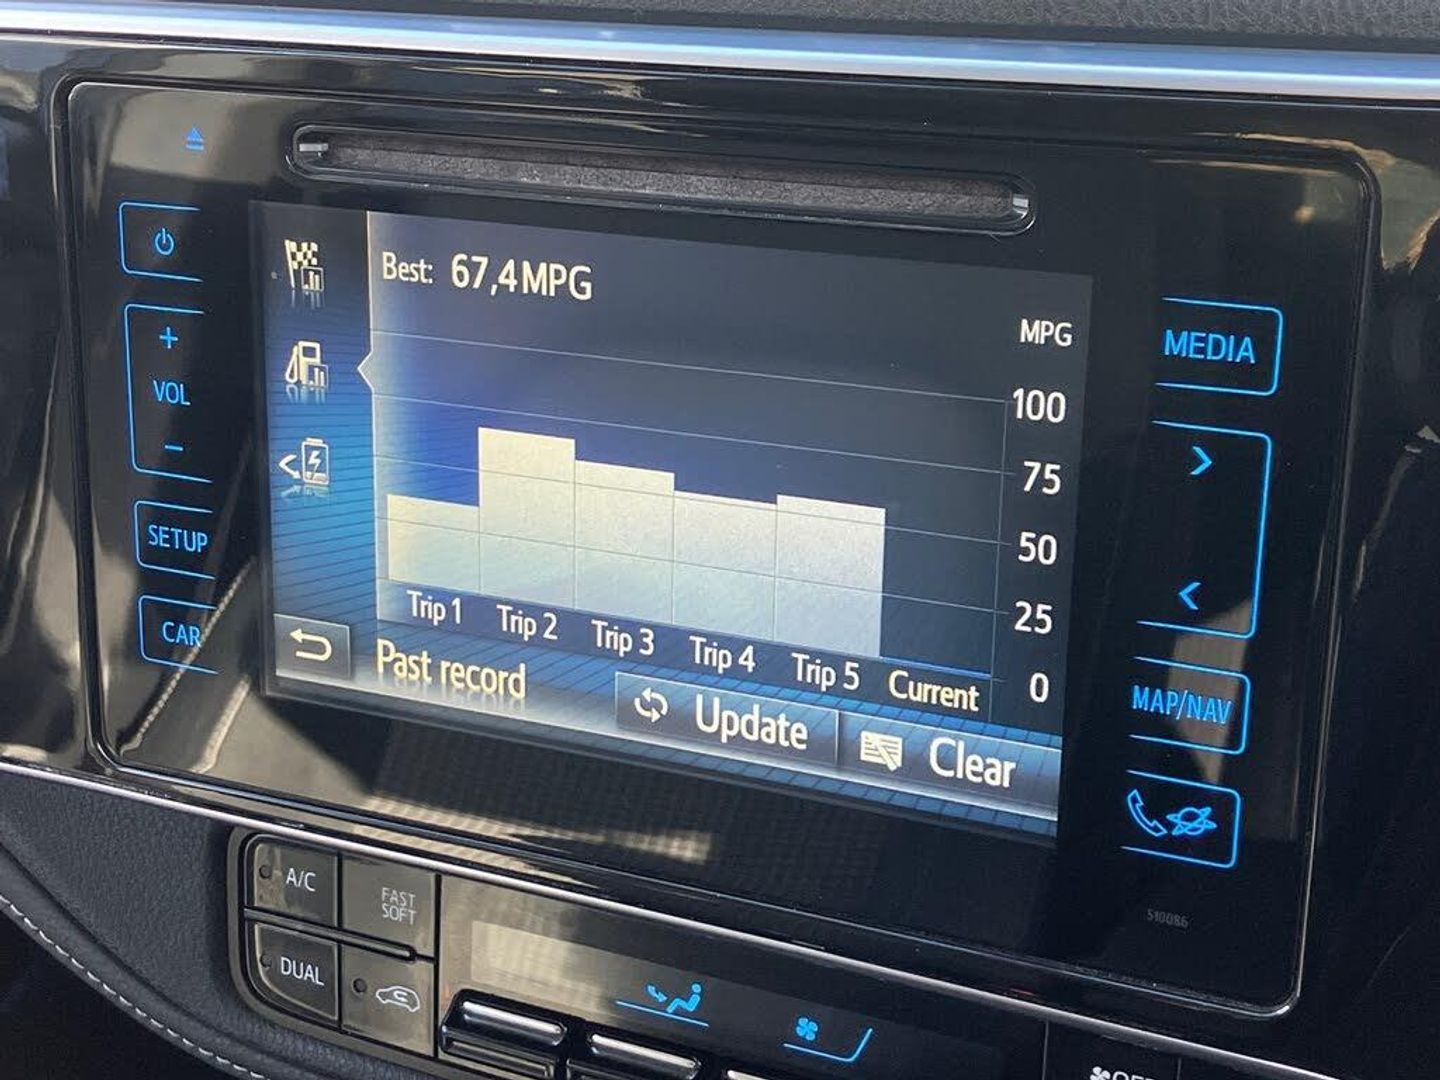 Best: 67,4MPG
MPG
100
75
50
25
0
Trip 1 Trip 2 Trip 3 Trip 4 Trip 5 Current
Past record
Update
Clear
VOL
SETUP
CAR
MEDIA
MAP/NAV
510086
A/C
FAST
SOFT
DUAL